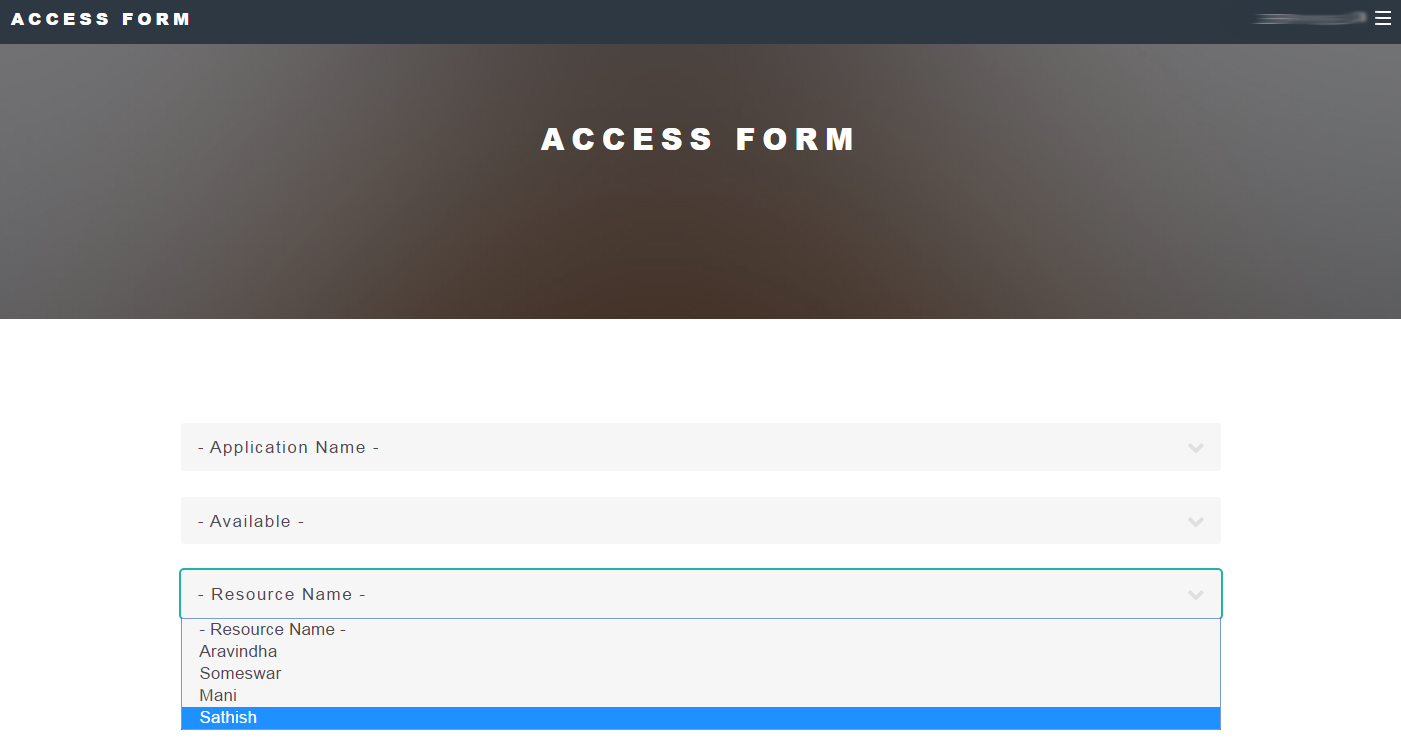 ACCESS FORM
ACCESS FORM
- Application Name -
- Available -
- Resource Name -
- Resource Name -
Aravindha
Someswar
Mani
Sathish